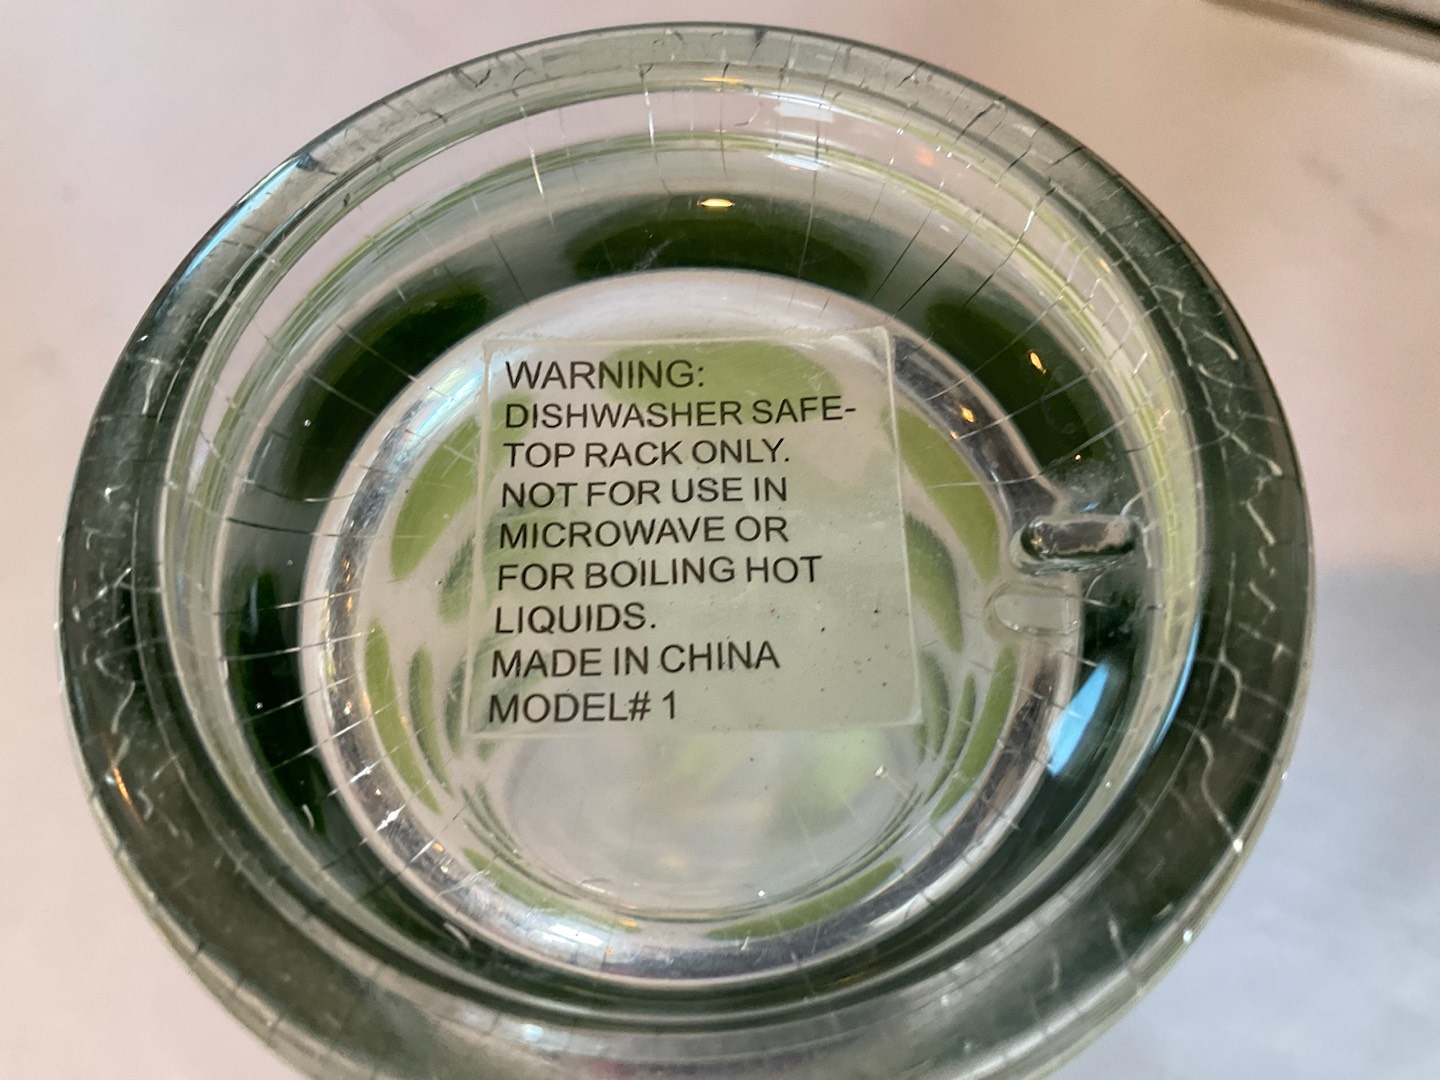 WARNING:
DISHWASHER SAFE-
TOP RACK ONLY.
NOT FOR USE IN
MICROWAVE OR
FOR BOILING HOT
LIQUIDS.
MADE IN CHINA
MODEL# 1